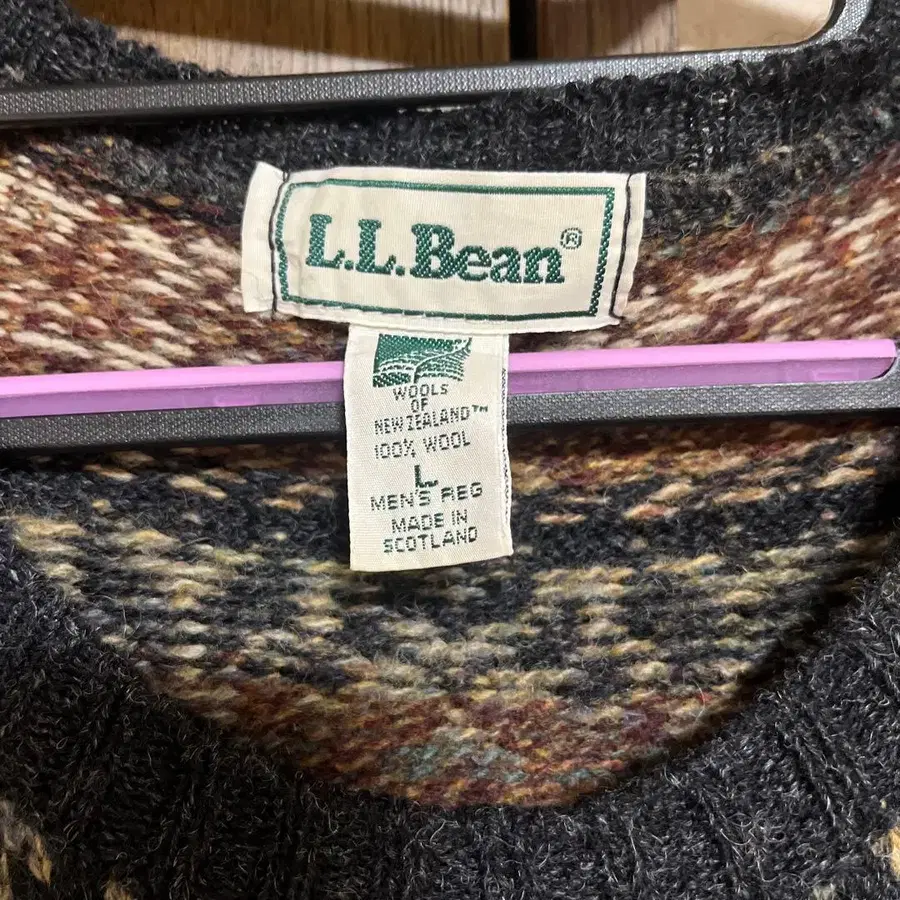 L.L.Bean®
WOOLS
OF
NEW ZEALAND™
100% WOOL
L
MEN'S REG
MADE IN
SCOTLAND